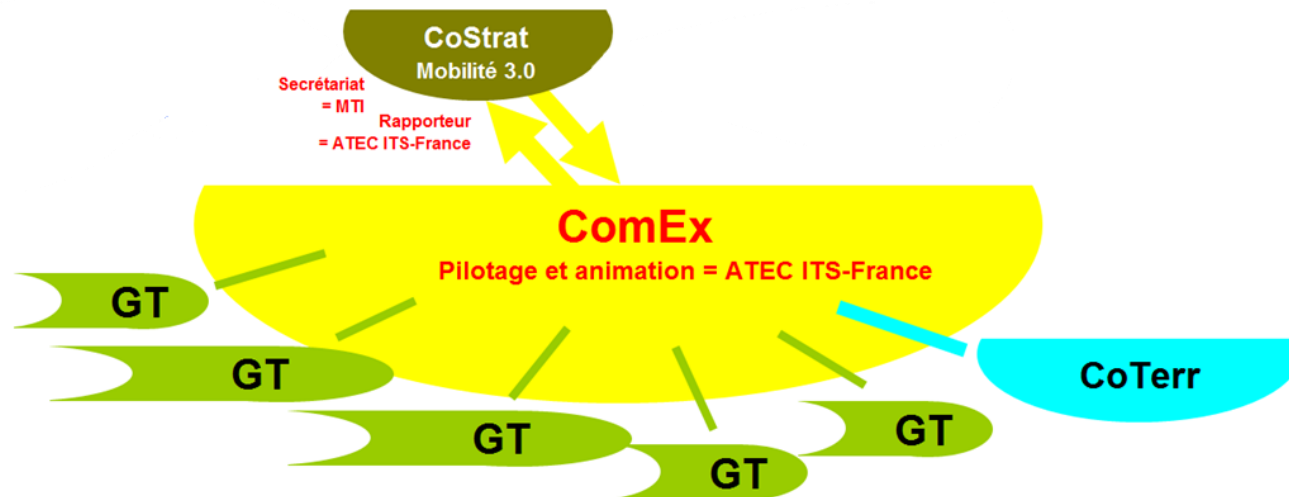 CoStrat
Mobilité 3.0
Secrétariat
= MTI
Rapporteur
= ATEC ITS-France
ComEx
Pilotage et animation = ATEC ITS-France
GT
GT
GT
GT
GT
CoTerr